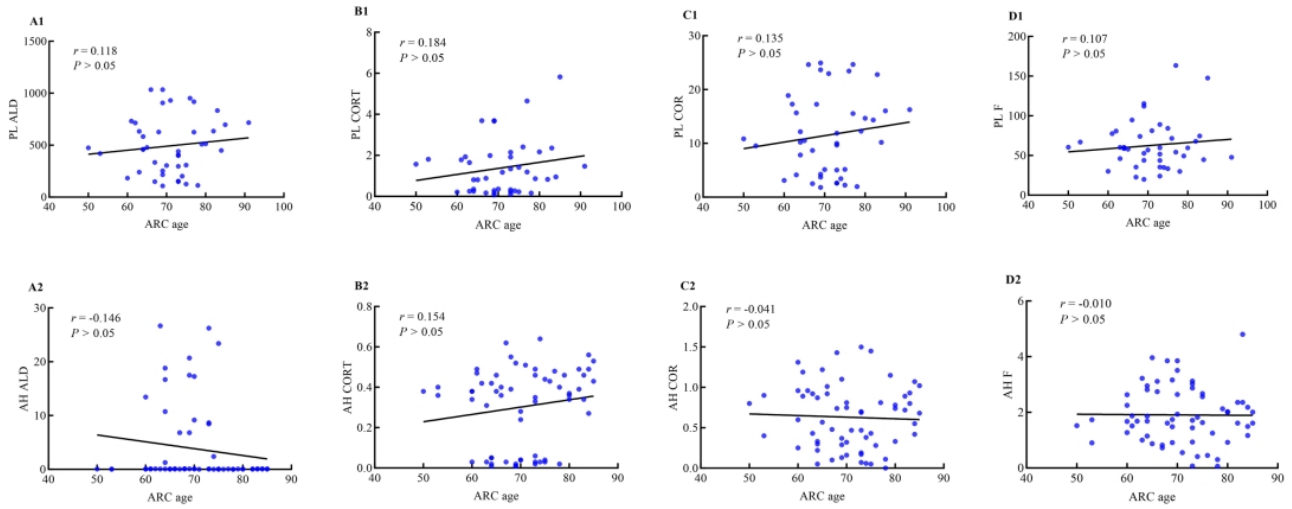 A1
r = 0.118
P > 0.05
PL ALD
1500
1000
500
0
40 50 60 70 80 90 100
ARC age
B1
r = 0.184
P > 0.05
PL CORT
8
6
4
2
0
40 50 60 70 80 90 100
ARC age
C1
r = 0.135
P > 0.05
PL COR
30
20
10
0
40 50 60 70 80 90 100
ARC age
D1
r = 0.107
P > 0.05
PL F
200
150
100
50
0
40 50 60 70 80 90 100
ARC age
A2
r = -0.146
P > 0.05
AH ALD
30
20
10
0
40 50 60 70 80 90
ARC age
B2
r = 0.154
P > 0.05
AH CORT
0.8
0.6
0.4
0.2
0.0
40 50 60 70 80 90
ARC age
C2
r = -0.041
P > 0.05
AH COR
2.0
1.5
1.0
0.5
0.0
40 50 60 70 80 90
ARC age
D2
r = -0.010
P > 0.05
AH F
6
4
2
0
40 50 60 70 80 90
ARC age